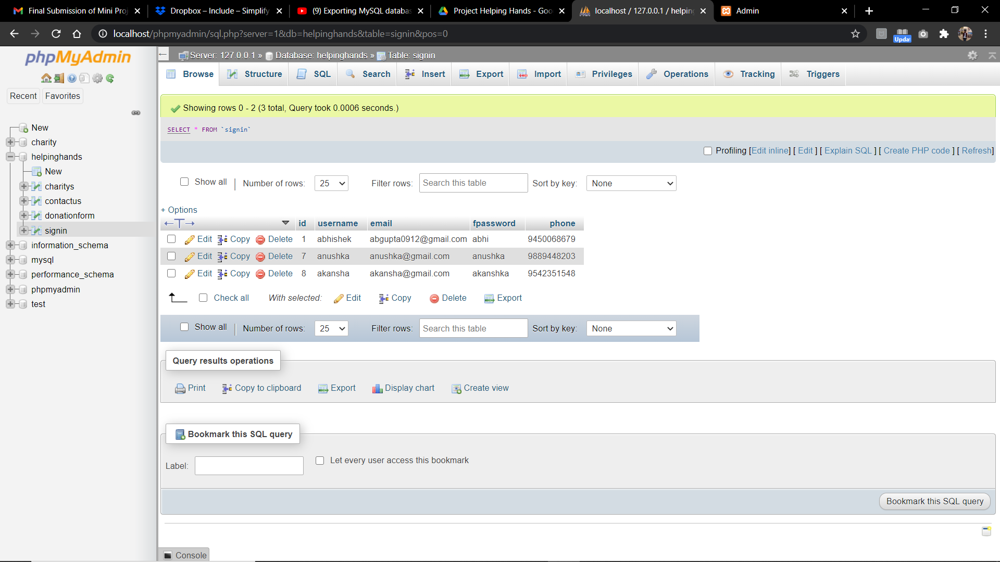 Final Submission of Mini Proj
Dropbox – Include – Simplify
(9) Exporting MySQL databas
Project Helping Hands - Goo
localhost / 127.0.0.1 / helping
Admin
localhost/phpmyadmin/sql.php?server=1&db=helpinghands&table=signin&pos=0
Updat
phpMyAdmin
Recent
Favorites
New
charity
helpinghands
New
charitys
contactus
donationform
signin
information_schema
mysql
performance_schema
phpmyadmin
test
Server: 127.0.0.1 » Database: helpinghands » Table: signin
Browse Structure SQL Search Insert Export Import Privileges Operations Tracking Triggers
Showing rows 0 - 2 (3 total, Query took 0.0006 seconds.)
SELECT * FROM `signin`
Profiling [Edit inline] [ Edit ] [ Explain SQL ] [ Create PHP code ] [ Refresh]
Show all | Number of rows: 25 Filter rows: Search this table Sort by key: None
+ Options
←T→ id username email fpassword phone
Edit Copy Delete 1 abhishek abgupta0912@gmail.com abhi 9450068679
Edit Copy Delete 7 anushka anushka@gmail.com anushka 9889448203
Edit Copy Delete 8 akansha akansha@gmail.com akanshka 9542351548
Check all With selected: Edit Copy Delete Export
Show all | Number of rows: 25 Filter rows: Search this table Sort by key: None
Query results operations
Print Copy to clipboard Export Display chart Create view
Bookmark this SQL query
Label: Let every user access this bookmark
Bookmark this SQL query
Console